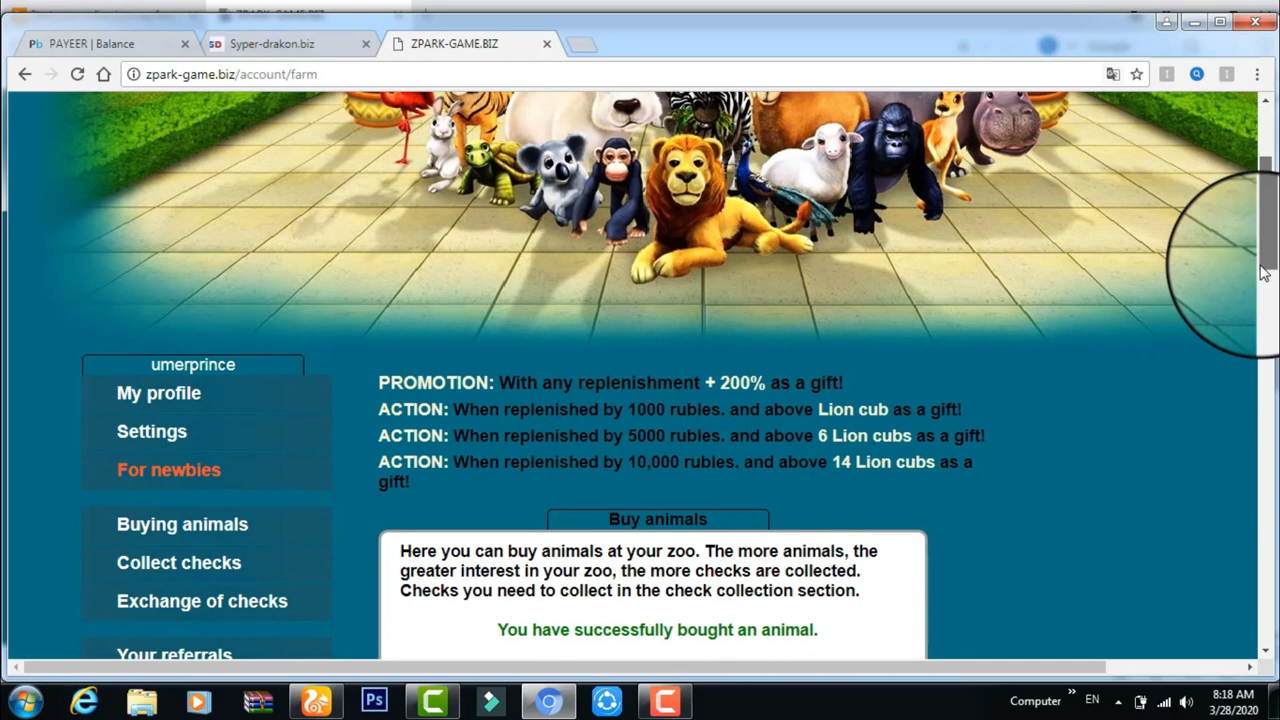 PAYEER | Balance
Syper-drakon.biz
ZPARK-GAME.BIZ
zpark-game.biz/account/farm
umerprince
My profile
Settings
For newbies
Buying animals
Collect checks
Exchange of checks
Your referrals
PROMOTION: With any replenishment + 200% as a gift!
ACTION: When replenished by 1000 rubles. and above Lion cub as a gift!
ACTION: When replenished by 5000 rubles. and above 6 Lion cubs as a gift!
ACTION: When replenished by 10,000 rubles. and above 14 Lion cubs as a
gift!
Buy animals
Here you can buy animals at your zoo. The more animals, the
greater interest in your zoo, the more checks are collected.
Checks you need to collect in the check collection section.
You have successfully bought an animal.
Computer
EN
8:18 AM
3/28/2020